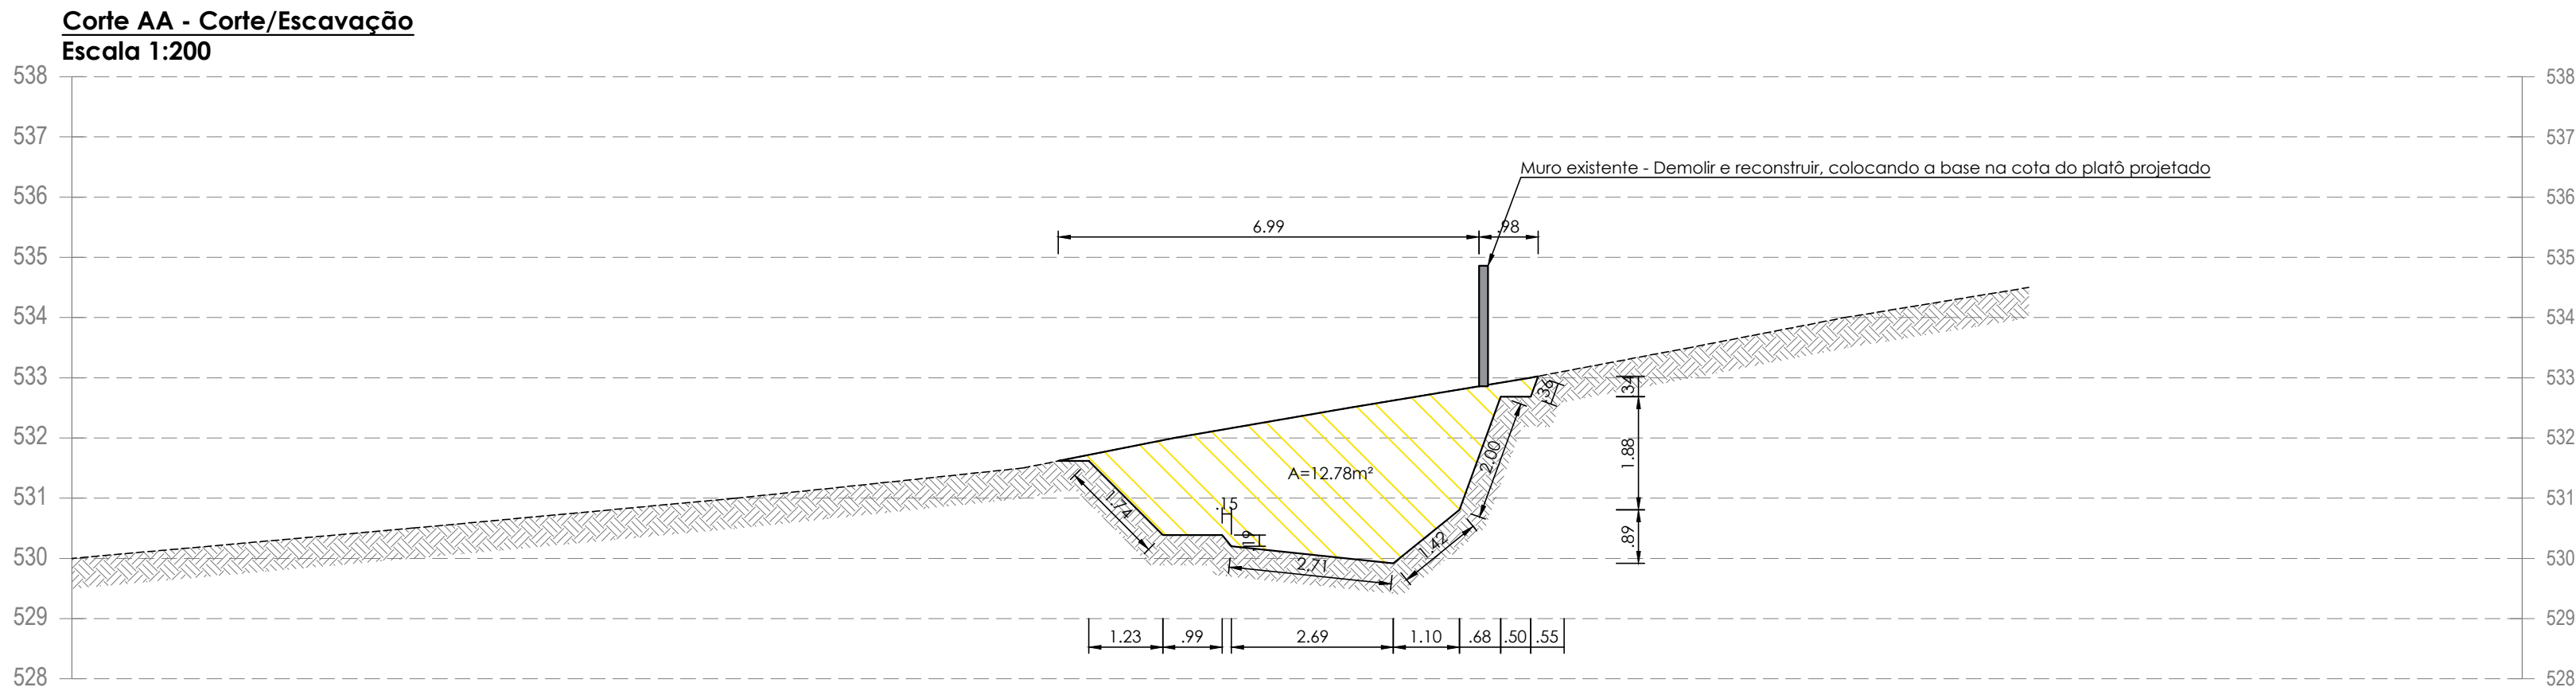 Corte AA - Corte/Escavação
Escala 1:200
538 538
537 537
Muro existente - Demolir e reconstruir, colocando a base na cota do platô projetado
536 536
6.99 .98
535 535
534 534
533 533
.36 .34
532 532
2.00 1.88
A=12.78m²
531 531
1.74 .15
.19 1.42 .89
530 530
2.71
529 529
1.23 .99 2.69 1.10 .68 .50 .55
528 528